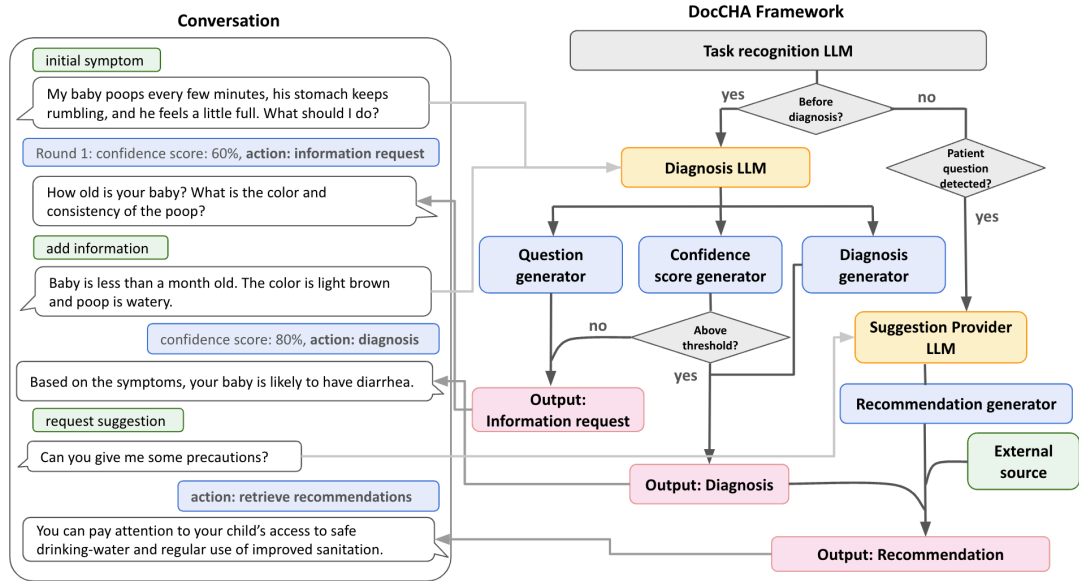 Conversation
initial symptom
My baby poops every few minutes, his stomach keeps
rumbling, and he feels a little full. What should I do?
Round 1: confidence score: 60%, action: information request
How old is your baby? What is the color and
consistency of the poop?
add information
Baby is less than a month old. The color is light brown
and poop is watery.
confidence score: 80%, action: diagnosis
Based on the symptoms, your baby is likely to have diarrhea.
request suggestion
Can you give me some precautions?
action: retrieve recommendations
You can pay attention to your child’s access to safe
drinking-water and regular use of improved sanitation.
DocCHA Framework
Task recognition LLM
yes
Before
diagnosis?
no
Diagnosis LLM
Patient
question
detected?
yes
Question
generator
Confidence
score generator
Diagnosis
generator
no
Above
threshold?
yes
Suggestion Provider
LLM
Output:
Information request
Recommendation generator
External
source
Output: Diagnosis
Output: Recommendation